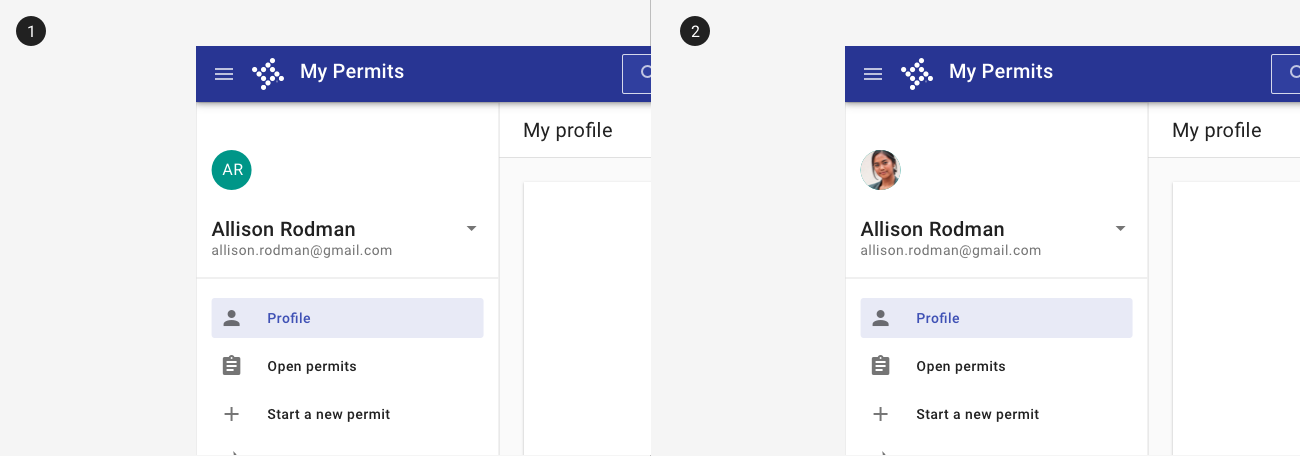 1
My Permits
My profile
AR
Allison Rodman
allison.rodman@gmail.com
Profile
Open permits
Start a new permit
2
My Permits
My profile
Allison Rodman
allison.rodman@gmail.com
Profile
Open permits
Start a new permit